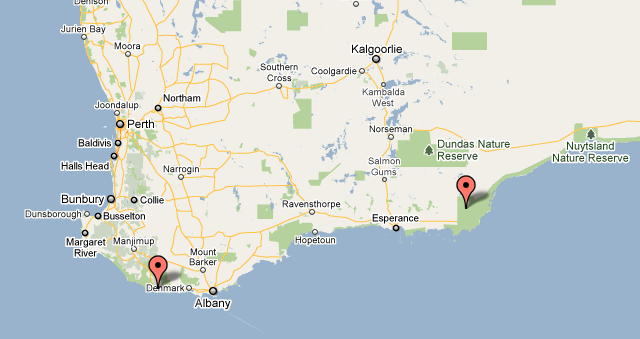 Denison
Jurien Bay
Moora
Kalgoorlie
Southern
Cross
Coolgardie
Kambalda
West
Northam
Joondalup
Perth
Norseman
Baldivis
Dundas Nature
Reserve
Nuytsland
Nature Reserve
Halls Head
Narrogin
Salmon
Gums
Bunbury
Collie
Dunsborough
Busselton
Ravensthorpe
Esperance
Margaret
River
Manjimup
Hopetoun
Mount
Barker
Denmark
Albany